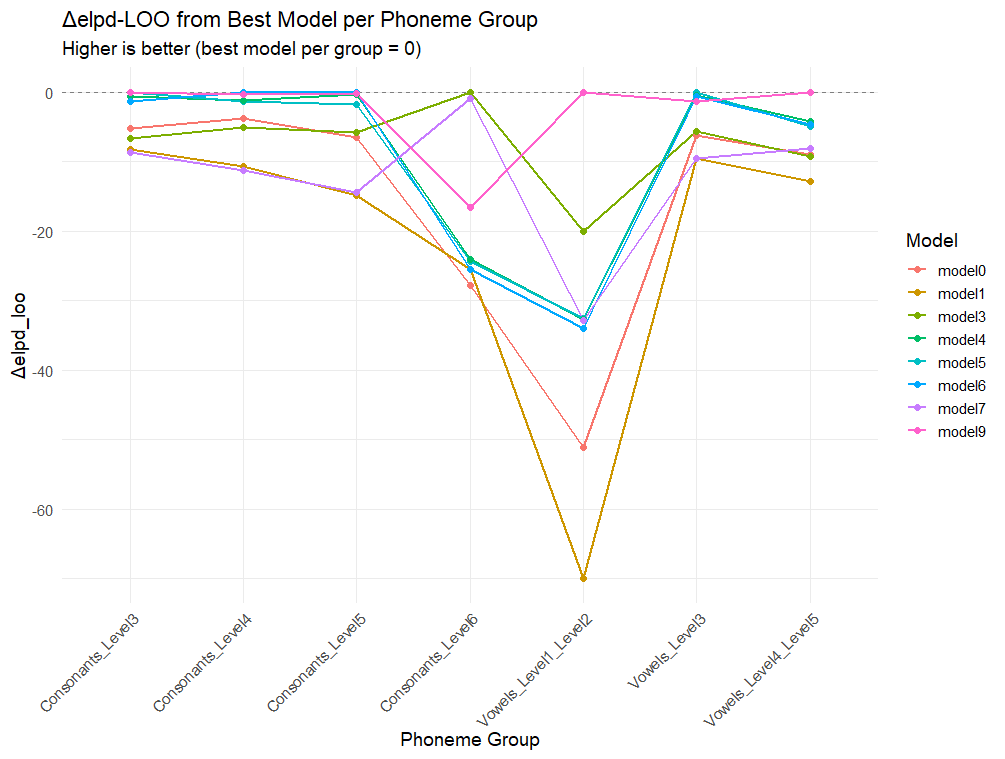 Δelpd-LOO from Best Model per Phoneme Group
Higher is better (best model per group = 0)
Δelpd_loo
0
-20
-40
-60
Consonants_Level3
Consonants_Level4
Consonants_Level5
Consonants_Level6
Vowels_Level1_Level2
Vowels_Level3
Vowels_Level4_Level5
Phoneme Group
Model
model0
model1
model3
model4
model5
model6
model7
model9